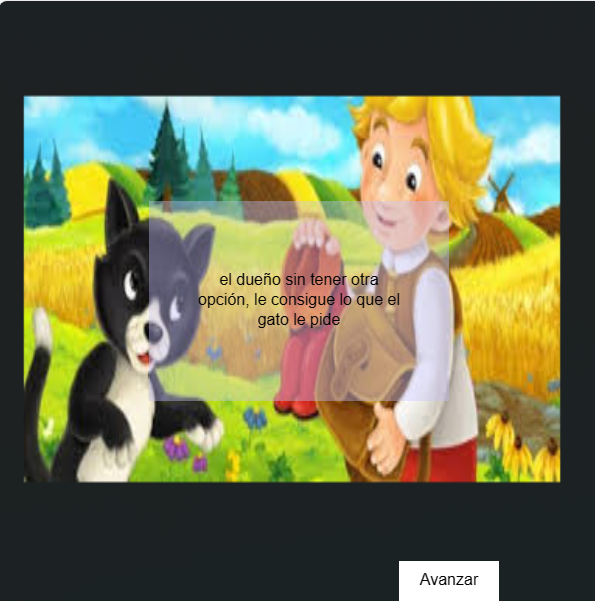 el dueño sin tener otra
opción, le consigue lo que el
gato le pide
Avanzar